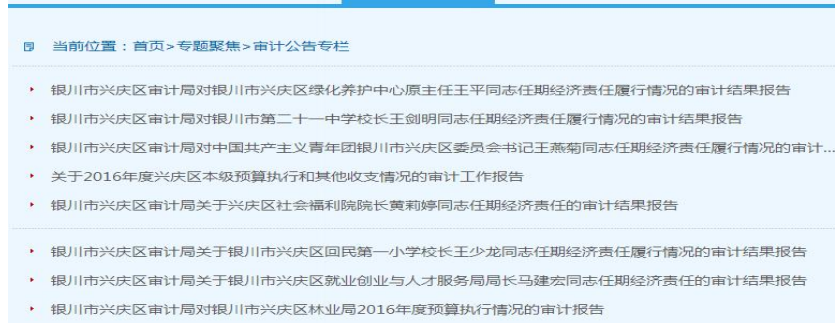 当前位置：首页>专题聚焦>审计公告专栏
银川市兴庆区审计局对银川市兴庆区绿化养护中心原主任王平同志任期经济责任履行情况的审计结果报告
银川市兴庆区审计局对银川市第二十一中学校长王剑明同志任期经济责任履行情况的审计结果报告
银川市兴庆区审计局对中国共产主义青年团银川市兴庆区委员会书记王燕菊同志任期经济责任履行情况的审计...
关于2016年度兴庆区本级预算执行和其他收支情况的审计工作报告
银川市兴庆区审计局关于兴庆区社会福利院院长黄莉婷同志任期经济责任的审计结果报告
银川市兴庆区审计局关于银川市兴庆区回民第一小学校长王少龙同志任期经济责任履行情况的审计结果报告
银川市兴庆区审计局关于银川市兴庆区就业创业与人才服务局局长马建宏同志任期经济责任的审计结果报告
银川市兴庆区审计局对银川市兴庆区林业局2016年度预算执行情况的审计报告